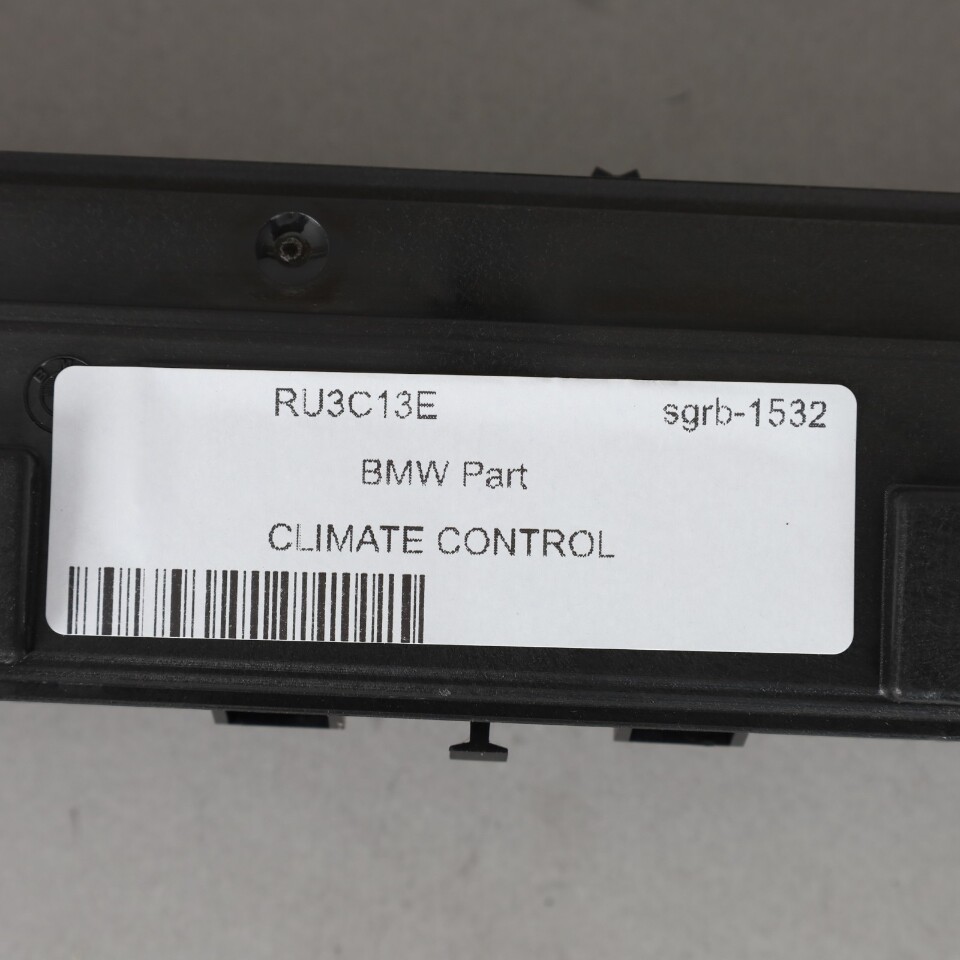 RU3C13E sgrb-1532
BMW Part
CLIMATE CONTROL